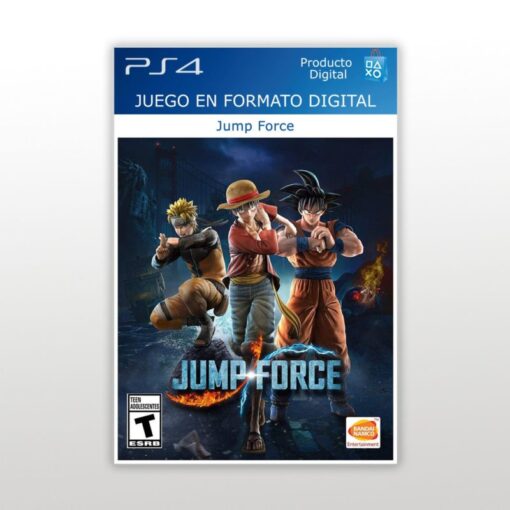 PS4
Producto
Digital
JUEGO EN FORMATO DIGITAL
Jump Force
JUMP FORCE
TEEN
ADOLESCENTES
T
ESRB
BANDAI
NAMCO
Entertainment